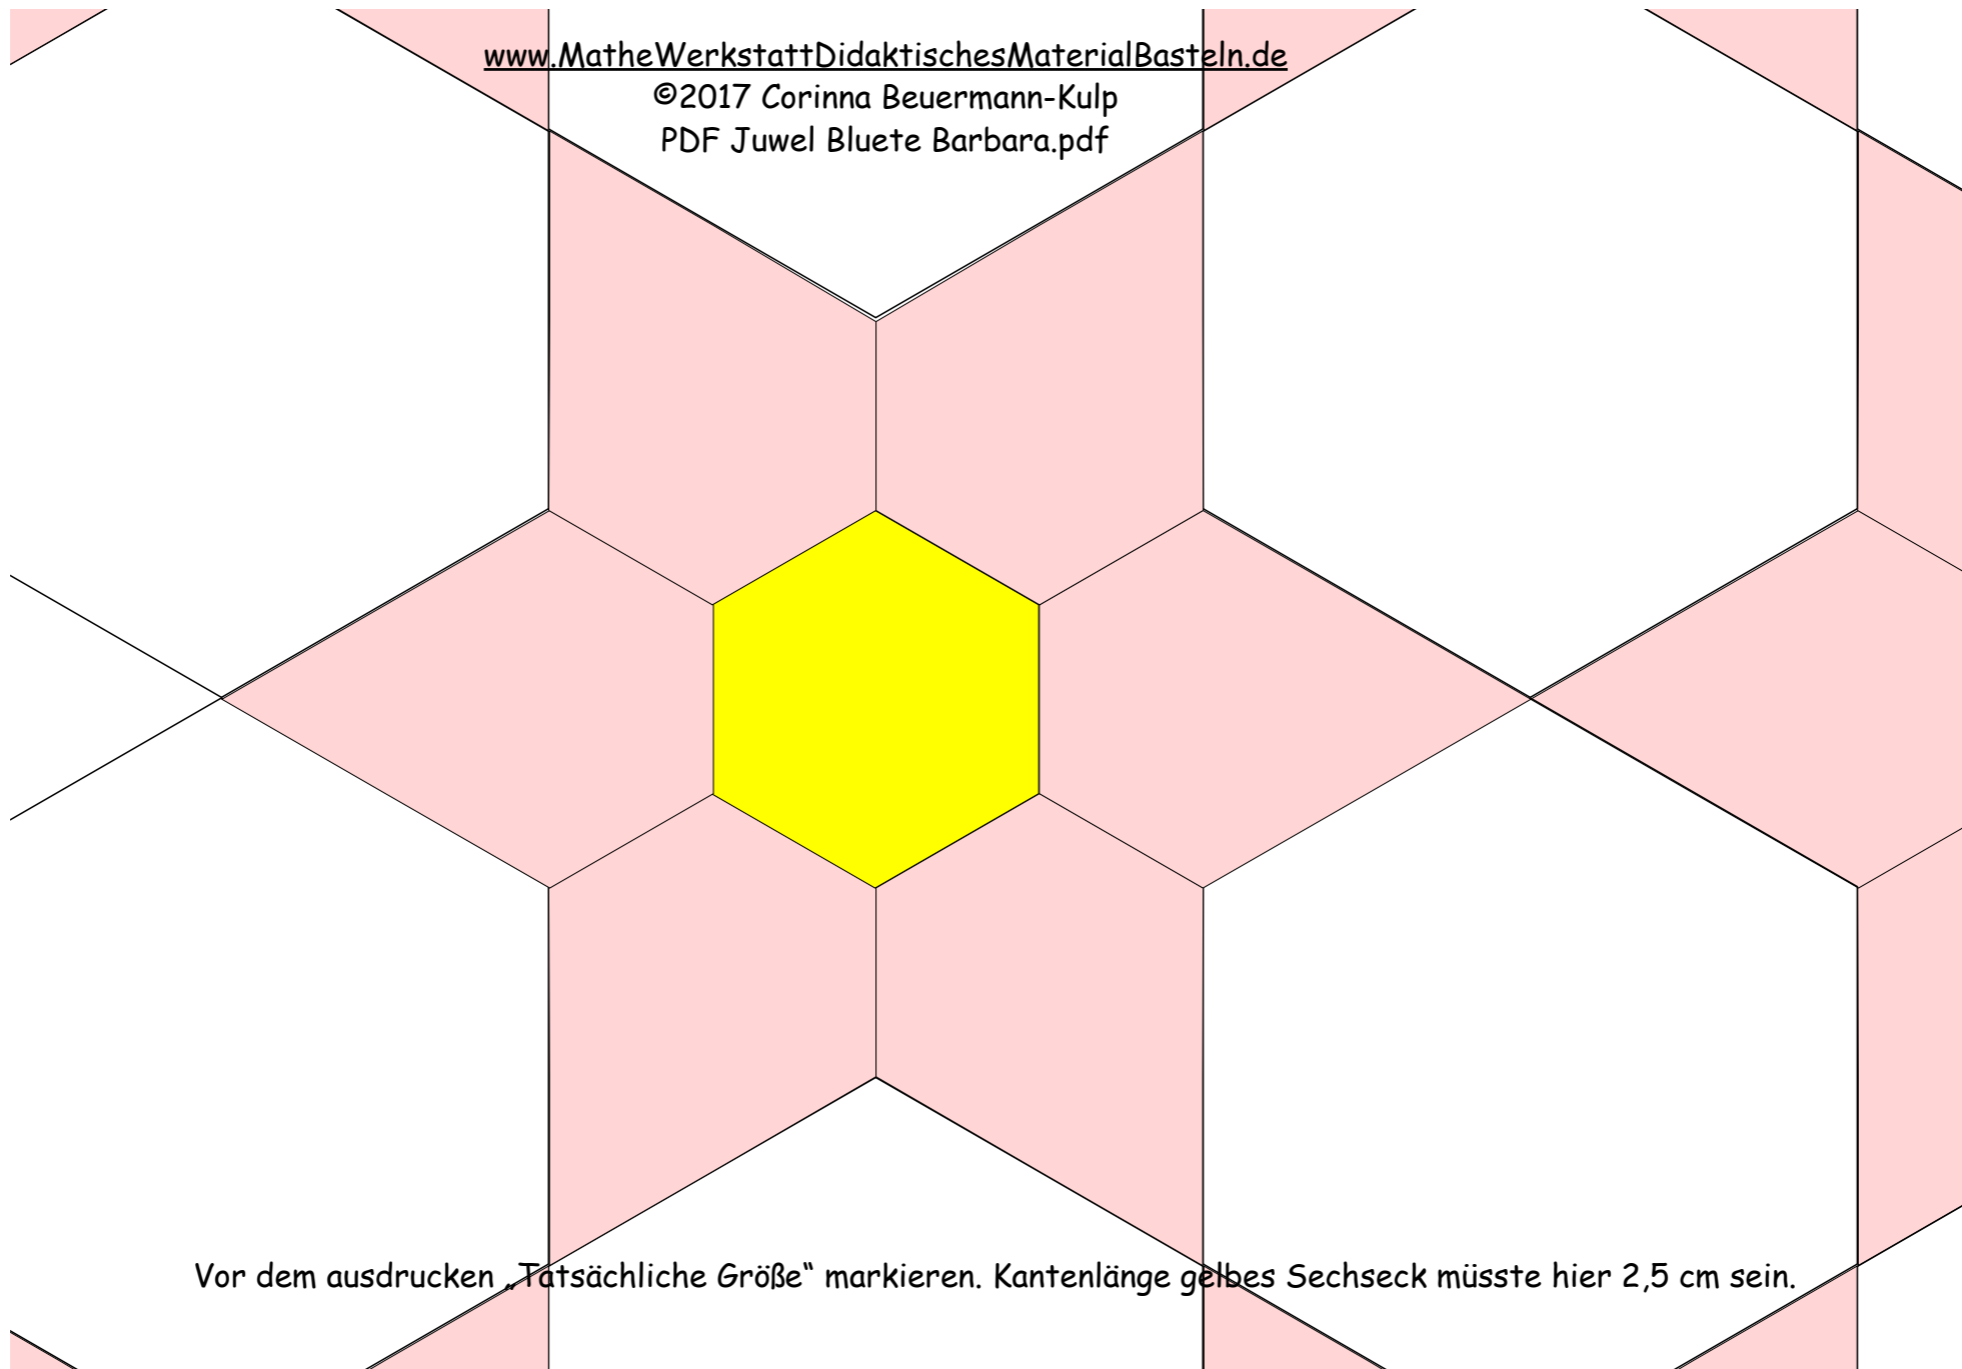 www.MatheWerkstattDidaktischesMaterialBasteln.de
©2017 Corinna Beuermann-Kulp
PDF Juwel Bluete Barbara.pdf
Vor dem ausdrucken „Tatsächliche Größe“ markieren. Kantenlänge gelbes Sechseck müsste hier 2,5 cm sein.